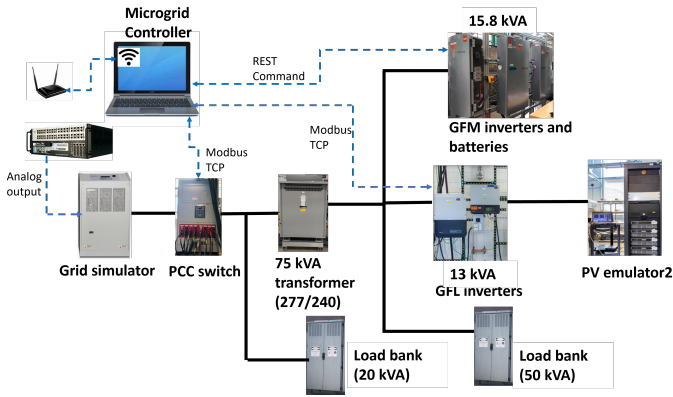 Microgrid
Controller
15.8 kVA
REST
Command
GFM inverters and
batteries
Modbus
TCP
Modbus
TCP
Analog
output
Grid simulator
PCC switch
75 kVA
transformer
(277/240)
13 kVA
GFL inverters
PV emulator2
Load bank
(20 kVA)
Load bank
(50 kVA)